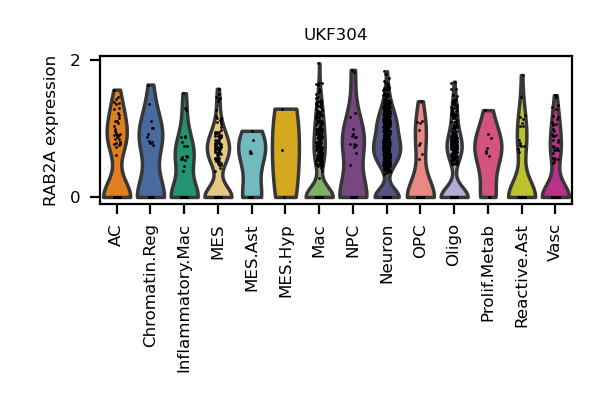 UKF304
RAB2A expression
2
0
AC
Chromatin.Reg
Inflammatory.Mac
MES
MES.Ast
MES.Hyp
Mac
NPC
Neuron
OPC
Oligo
Prolif.Metab
Reactive.Ast
Vasc